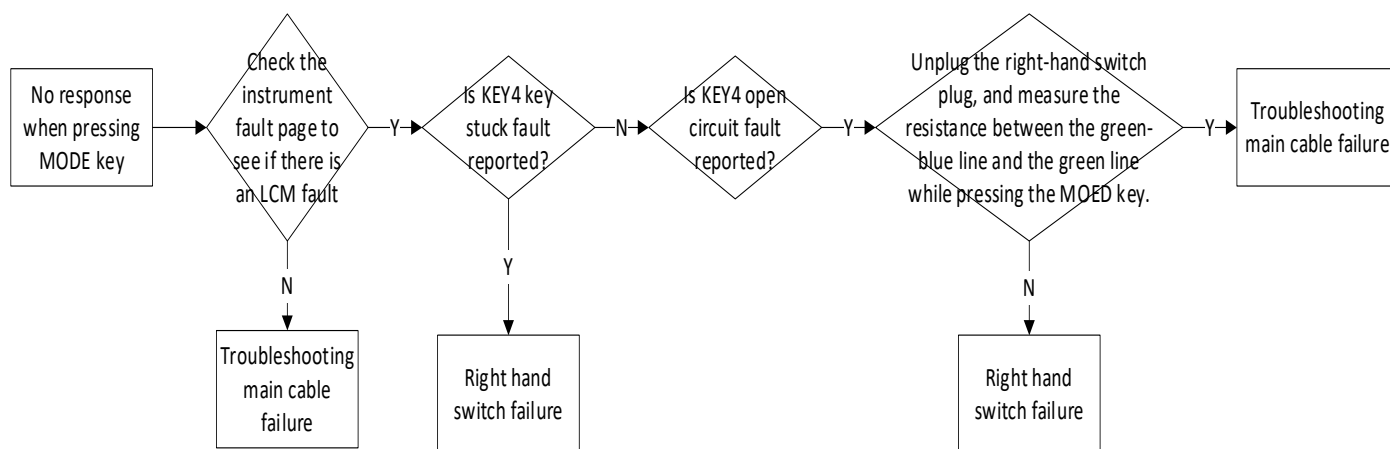 No response
when pressing
MODE key
Check the
instrument
fault page to
see if there is
an LCM fault
Y
Is KEY4 key
stuck fault
reported?
N
Is KEY4 open
circuit fault
reported?
Y
Unplug the right-hand switch
plug, and measure the
resistance between the green-
blue line and the green line
while pressing the MOED key.
Y
Troubleshooting
main cable failure
N
Troubleshooting
main cable
failure
Y
Right hand
switch failure
N
Right hand
switch failure